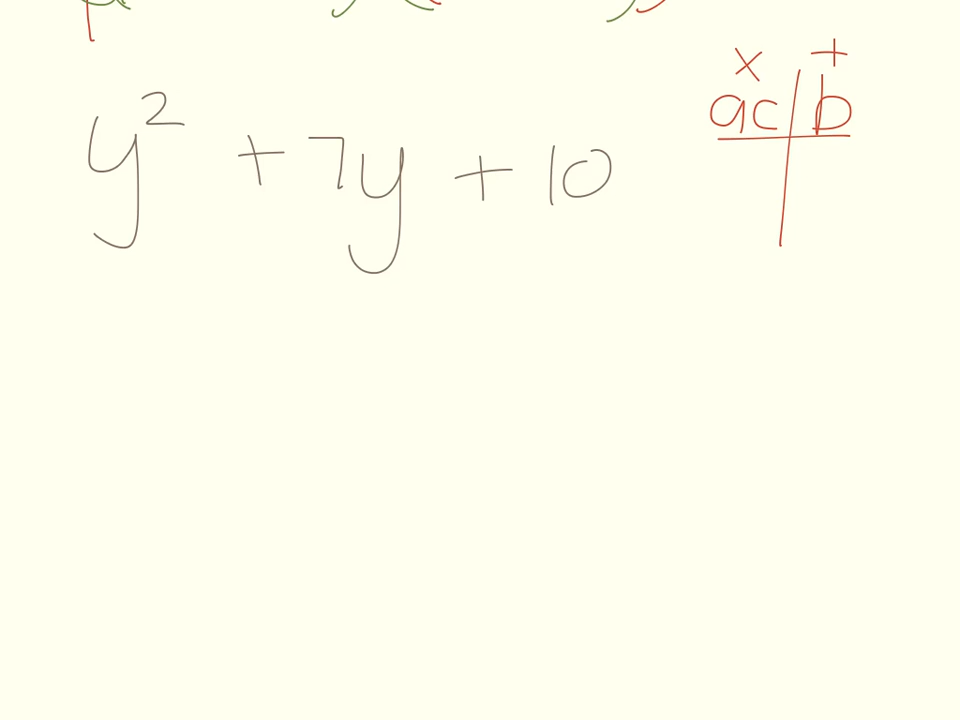 × +
ac b
y² + 7y + 10